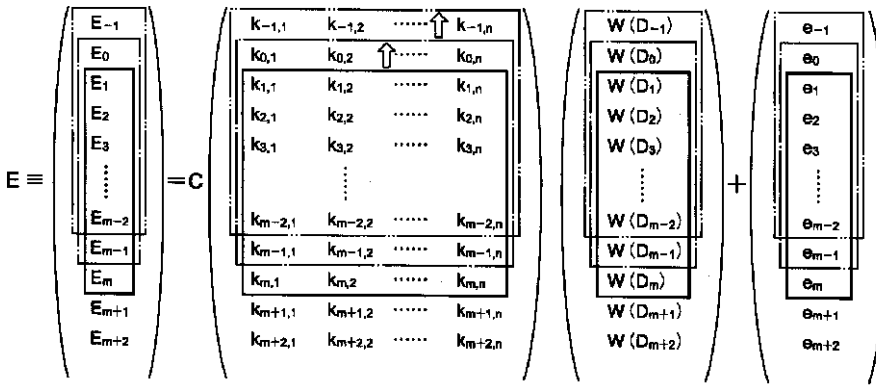 E₋₁ k₋₁,₁ k₋₁,₂ ······ k₋₁,ₙ W(D₋₁) e₋₁
E₀ k₀,₁ k₀,₂ ······ k₀,ₙ W(D₀) e₀
E₁ k₁,₁ k₁,₂ ······ k₁,ₙ W(D₁) e₁
E₂ k₂,₁ k₂,₂ ······ k₂,ₙ W(D₂) e₂
E₃ k₃,₁ k₃,₂ ······ k₃,ₙ W(D₃) e₃
E ≡ ⋮ = C ⋮ ⋮ + ⋮
Eₘ₋₂ kₘ₋₂,₁ kₘ₋₂,₂ ······ kₘ₋₂,ₙ W(Dₘ₋₂) eₘ₋₂
Eₘ₋₁ kₘ₋₁,₁ kₘ₋₁,₂ ······ kₘ₋₁,ₙ W(Dₘ₋₁) eₘ₋₁
Eₘ kₘ,₁ kₘ,₂ ······ kₘ,ₙ W(Dₘ) eₘ
Eₘ₊₁ kₘ₊₁,₁ kₘ₊₁,₂ ······ kₘ₊₁,ₙ W(Dₘ₊₁) eₘ₊₁
Eₘ₊₂ kₘ₊₂,₁ kₘ₊₂,₂ ······ kₘ₊₂,ₙ W(Dₘ₊₂) eₘ₊₂